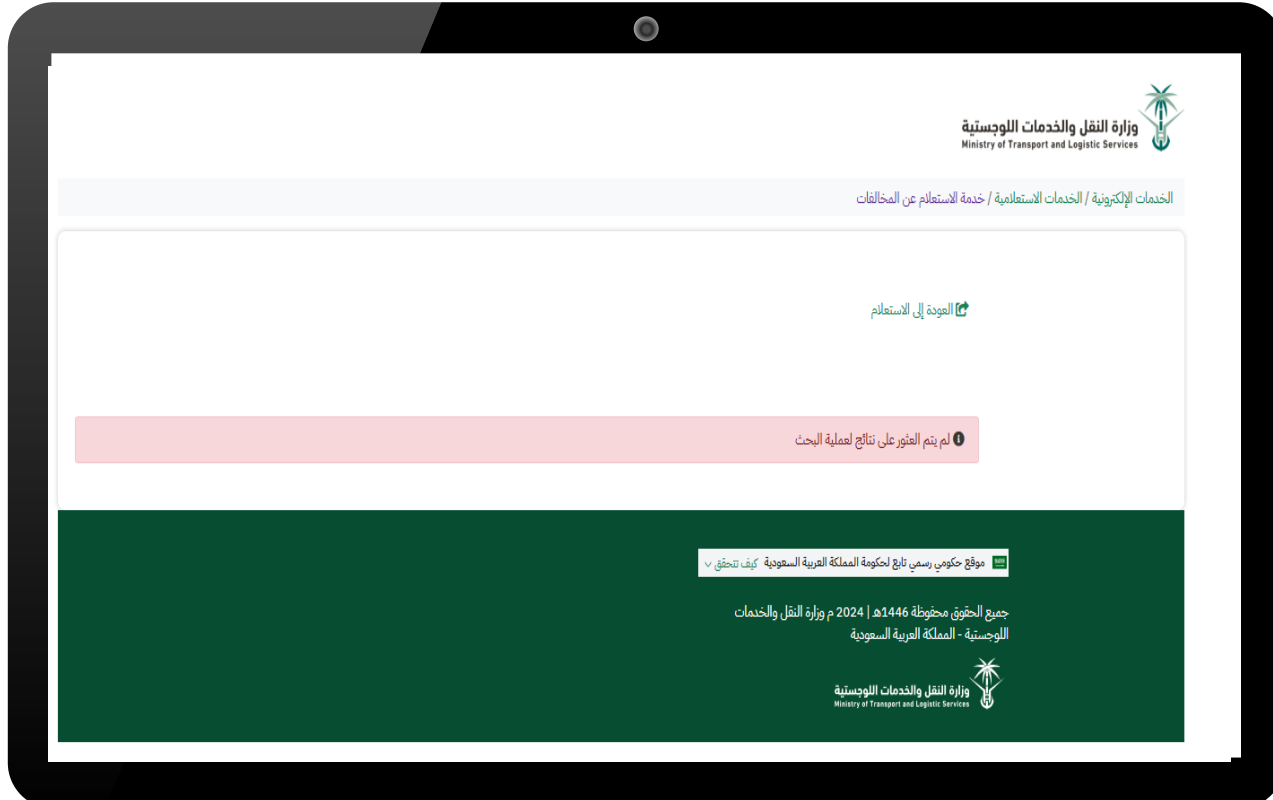 وزارة النقل والخدمات اللوجستية
Ministry of Transport and Logistic Services
الخدمات الإلكترونية / الخدمات الاستعلامية / خدمة الاستعلام عن المخالفات
العودة إلى الاستعلام
لم يتم العثور على نتائج لعملية البحث
موقع حكومي رسمي تابع لحكومة المملكة العربية السعودية كيف تتحقق
جميع الحقوق محفوظة 1446هـ | 2024 م وزارة النقل والخدمات
اللوجستية - المملكة العربية السعودية
وزارة النقل والخدمات اللوجستية
Ministry of Transport and Logistic Services